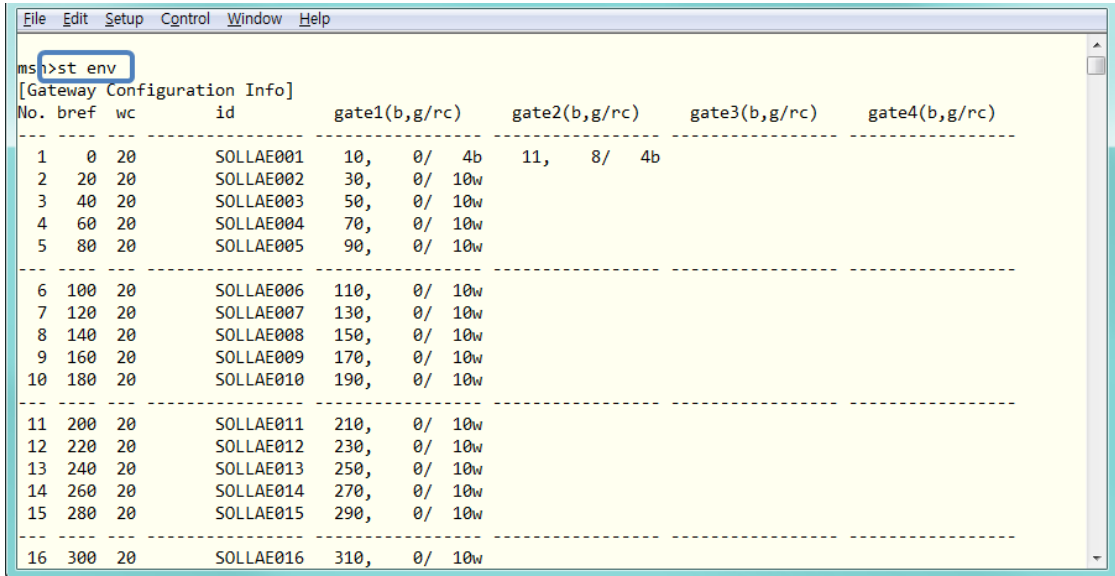 File Edit Setup Control Window Help
msh>st env
[Gateway Configuration Info]
No. bref  wc         id          gate1(b,g/rc)     gate2(b,g/rc)     gate3(b,g/rc)     gate4(b,g/rc)
--- ---- --- --------------- ----------------- ----------------- ----------------- -----------------
  1    0  20       SOLLAE001   10,    0/   4b    11,    8/   4b
  2   20  20       SOLLAE002   30,    0/  10w
  3   40  20       SOLLAE003   50,    0/  10w
  4   60  20       SOLLAE004   70,    0/  10w
  5   80  20       SOLLAE005   90,    0/  10w
--- ---- --- --------------- ----------------- ----------------- ----------------- -----------------
  6  100  20       SOLLAE006  110,    0/  10w
  7  120  20       SOLLAE007  130,    0/  10w
  8  140  20       SOLLAE008  150,    0/  10w
  9  160  20       SOLLAE009  170,    0/  10w
 10  180  20       SOLLAE010  190,    0/  10w
--- ---- --- --------------- ----------------- ----------------- ----------------- -----------------
 11  200  20       SOLLAE011  210,    0/  10w
 12  220  20       SOLLAE012  230,    0/  10w
 13  240  20       SOLLAE013  250,    0/  10w
 14  260  20       SOLLAE014  270,    0/  10w
 15  280  20       SOLLAE015  290,    0/  10w
--- ---- --- --------------- ----------------- ----------------- ----------------- -----------------
 16  300  20       SOLLAE016  310,    0/  10w